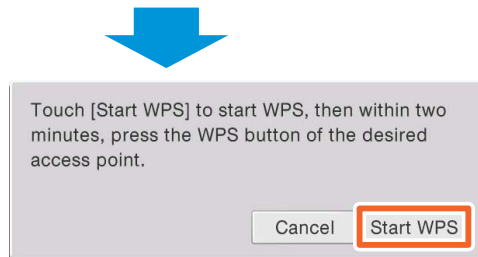 Touch [Start WPS] to start WPS, then within two
minutes, press the WPS button of the desired
access point.
Cancel Start WPS